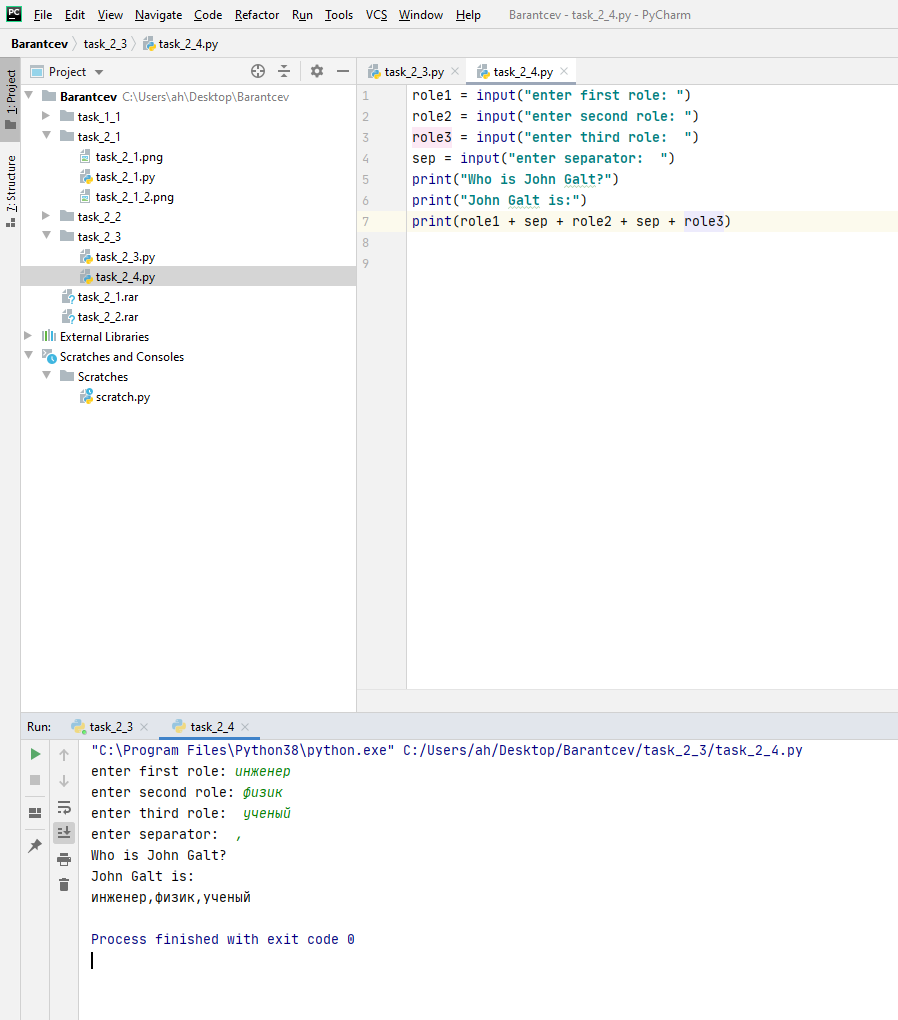 File Edit View Navigate Code Refactor Run Tools VCS Window Help Barantcev - task_2_4.py - PyCharm
Barantcev task_2_3 task_2_4.py
1: Project
7: Structure
Project
Barantcev C:\Users\ah\Desktop\Barantcev
task_1_1
task_2_1
task_2_1.png
task_2_1.py
task_2_1_2.png
task_2_2
task_2_3
task_2_3.py
task_2_4.py
task_2_1.rar
task_2_2.rar
External Libraries
Scratches and Consoles
Scratches
scratch.py
task_2_3.py task_2_4.py
1 role1 = input("enter first role: ")
2 role2 = input("enter second role: ")
3 role3 = input("enter third role:  ")
4 sep = input("enter separator:  ")
5 print("Who is John Galt?")
6 print("John Galt is:")
7 print(role1 + sep + role2 + sep + role3)
8
9
Run: task_2_3 task_2_4
"C:\Program Files\Python38\python.exe" C:/Users/ah/Desktop/Barantcev/task_2_3/task_2_4.py
enter first role: инженер
enter second role: физик
enter third role:  ученый
enter separator:  ,
Who is John Galt?
John Galt is:
инженер,физик,ученый
Process finished with exit code 0